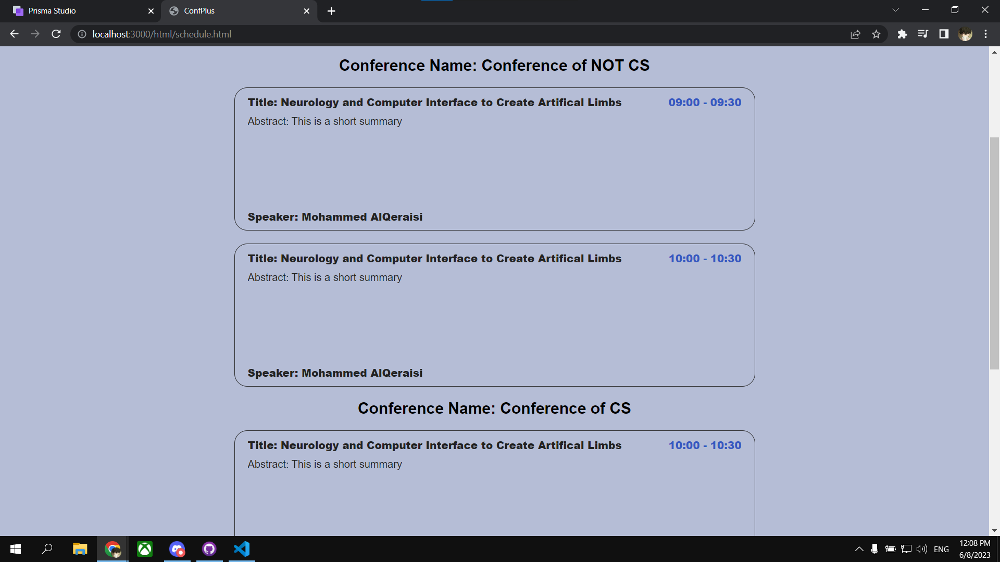 Prisma Studio
ConfPlus
localhost:3000/html/schedule.html
Conference Name: Conference of NOT CS
Title: Neurology and Computer Interface to Create Artifical Limbs 09:00 - 09:30
Abstract: This is a short summary
Speaker: Mohammed AlQeraisi
Title: Neurology and Computer Interface to Create Artifical Limbs 10:00 - 10:30
Abstract: This is a short summary
Speaker: Mohammed AlQeraisi
Conference Name: Conference of CS
Title: Neurology and Computer Interface to Create Artifical Limbs 10:00 - 10:30
Abstract: This is a short summary
ENG
12:08 PM
6/8/2023